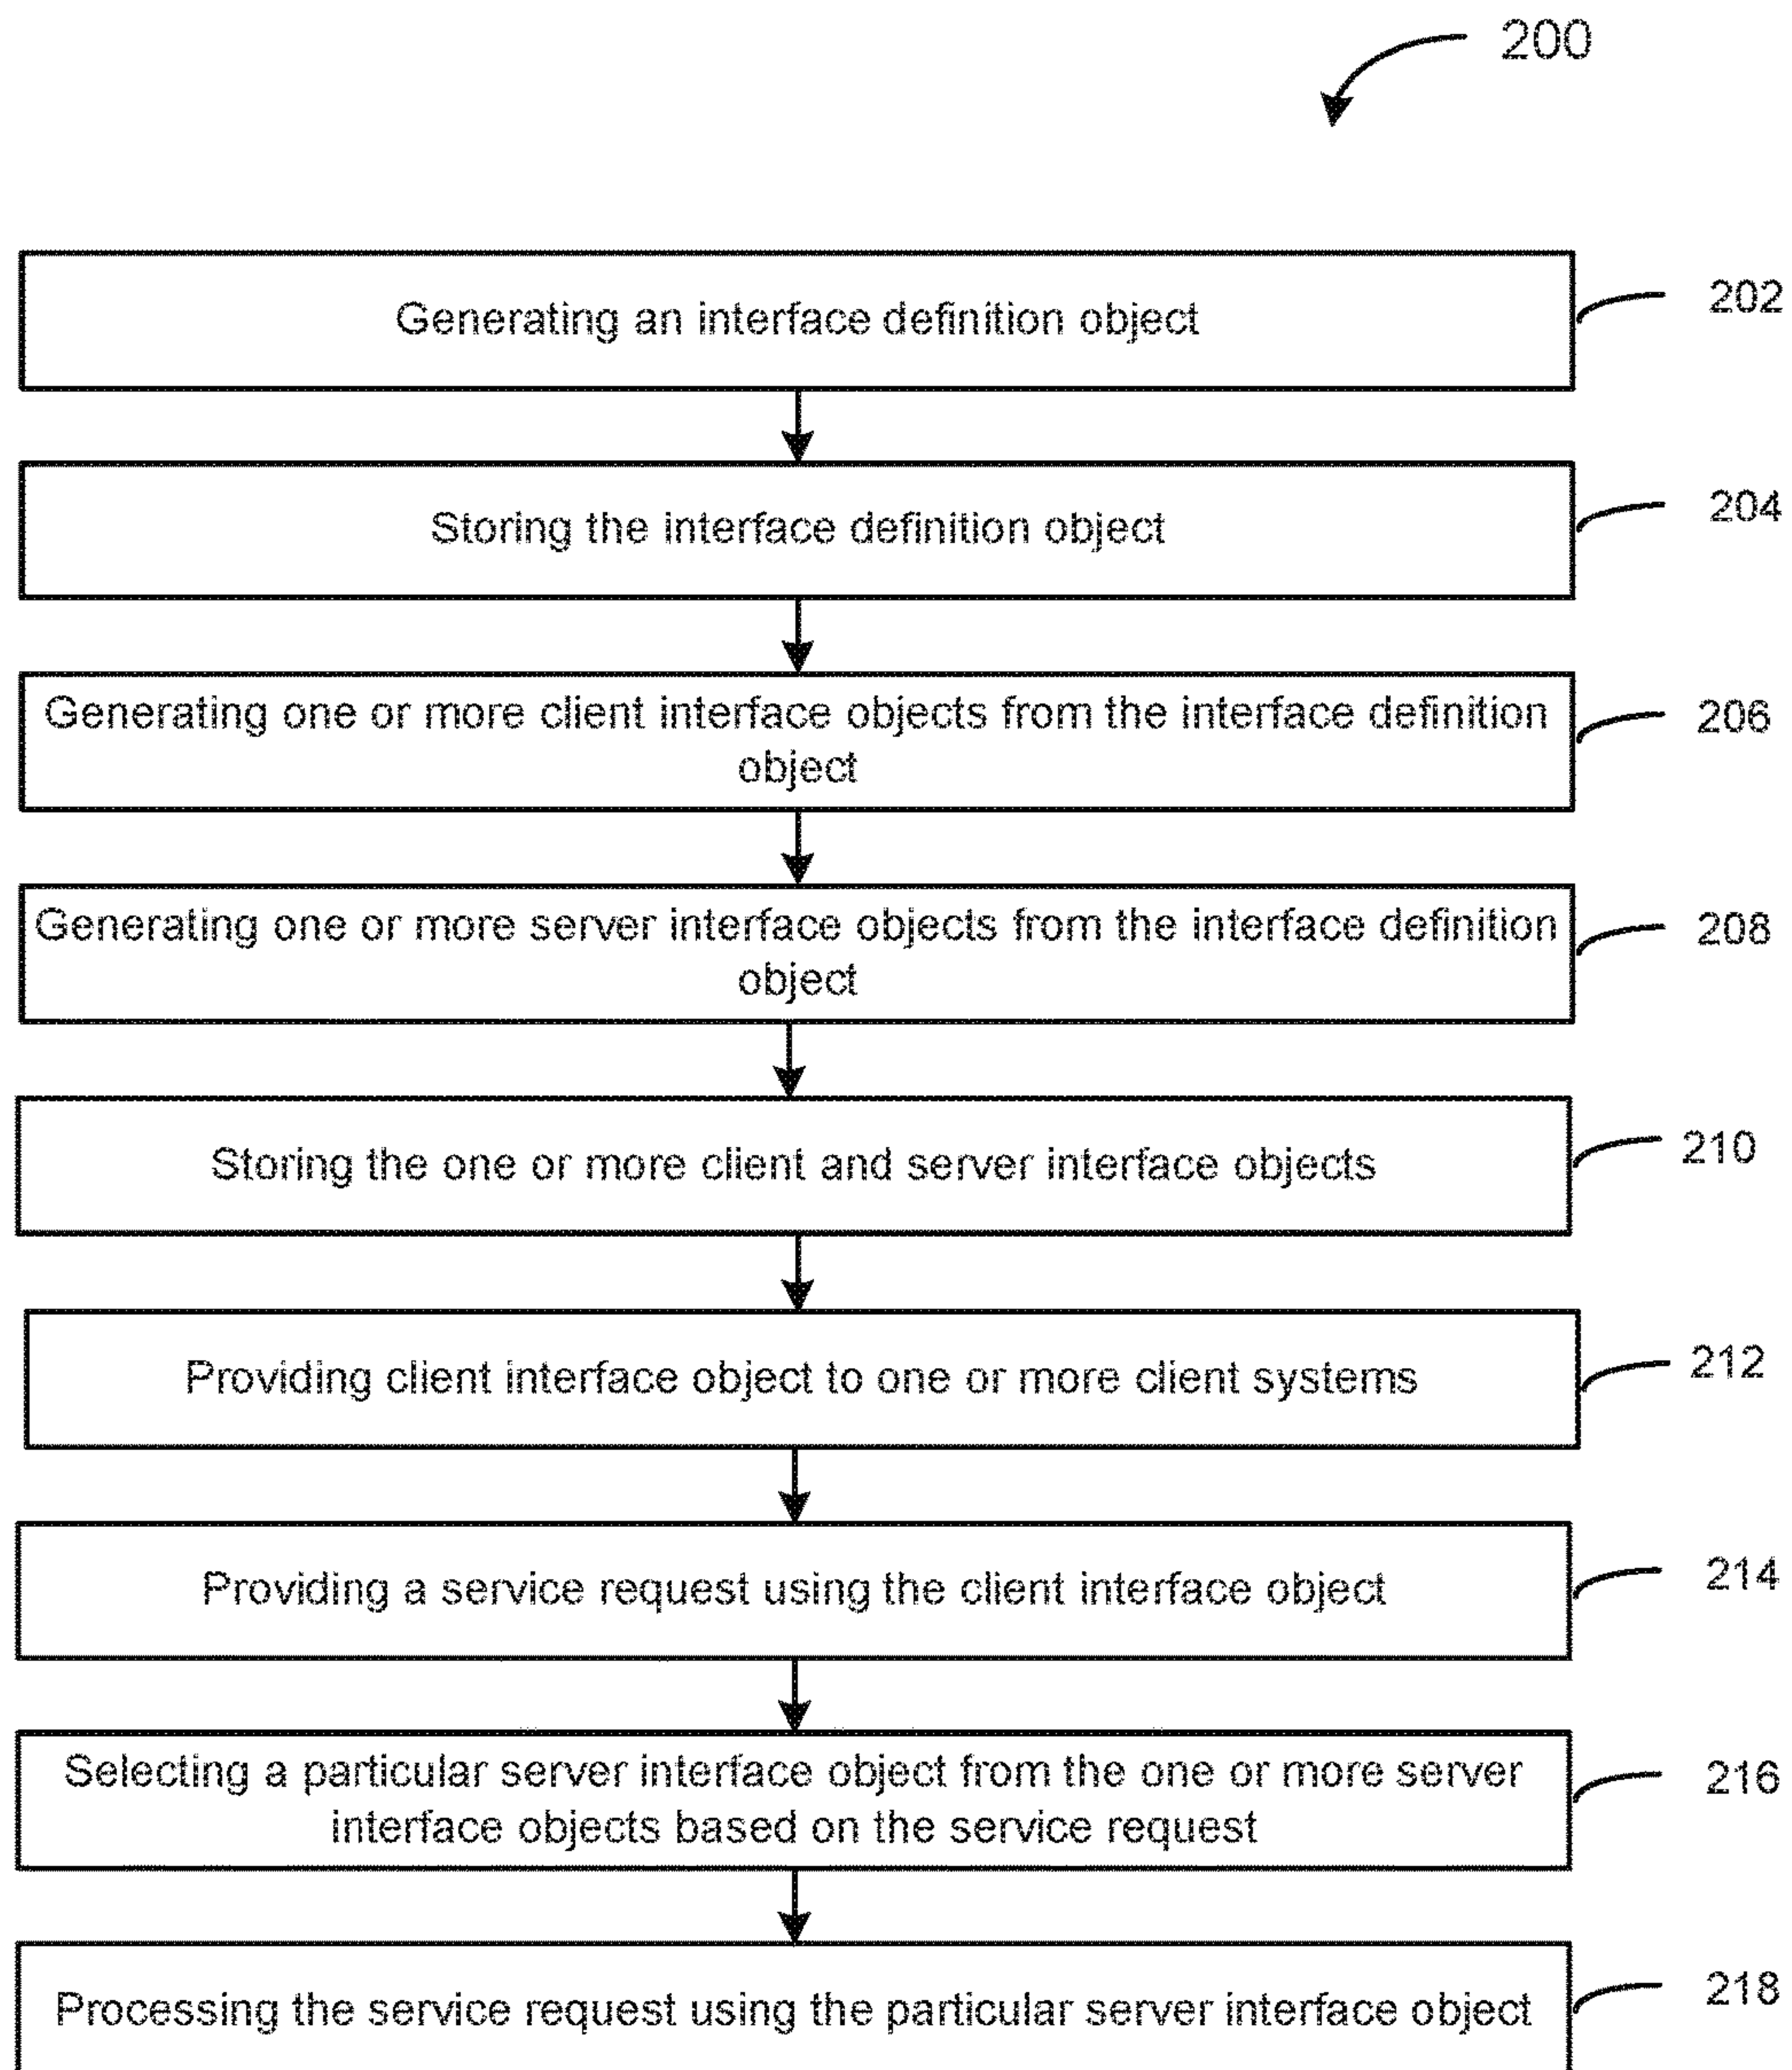 200
Generating an interface definition object
202
Storing the interface definition object
204
Generating one or more client interface objects from the interface definition
object
206
Generating one or more server interface objects from the interface definition
object
208
Storing the one or more client and server interface objects
210
Providing client interface object to one or more client systems
212
Providing a service request using the client interface object
214
Selecting a particular server interface object from the one or more server
interface objects based on the service request
216
Processing the service request using the particular server interface object
218